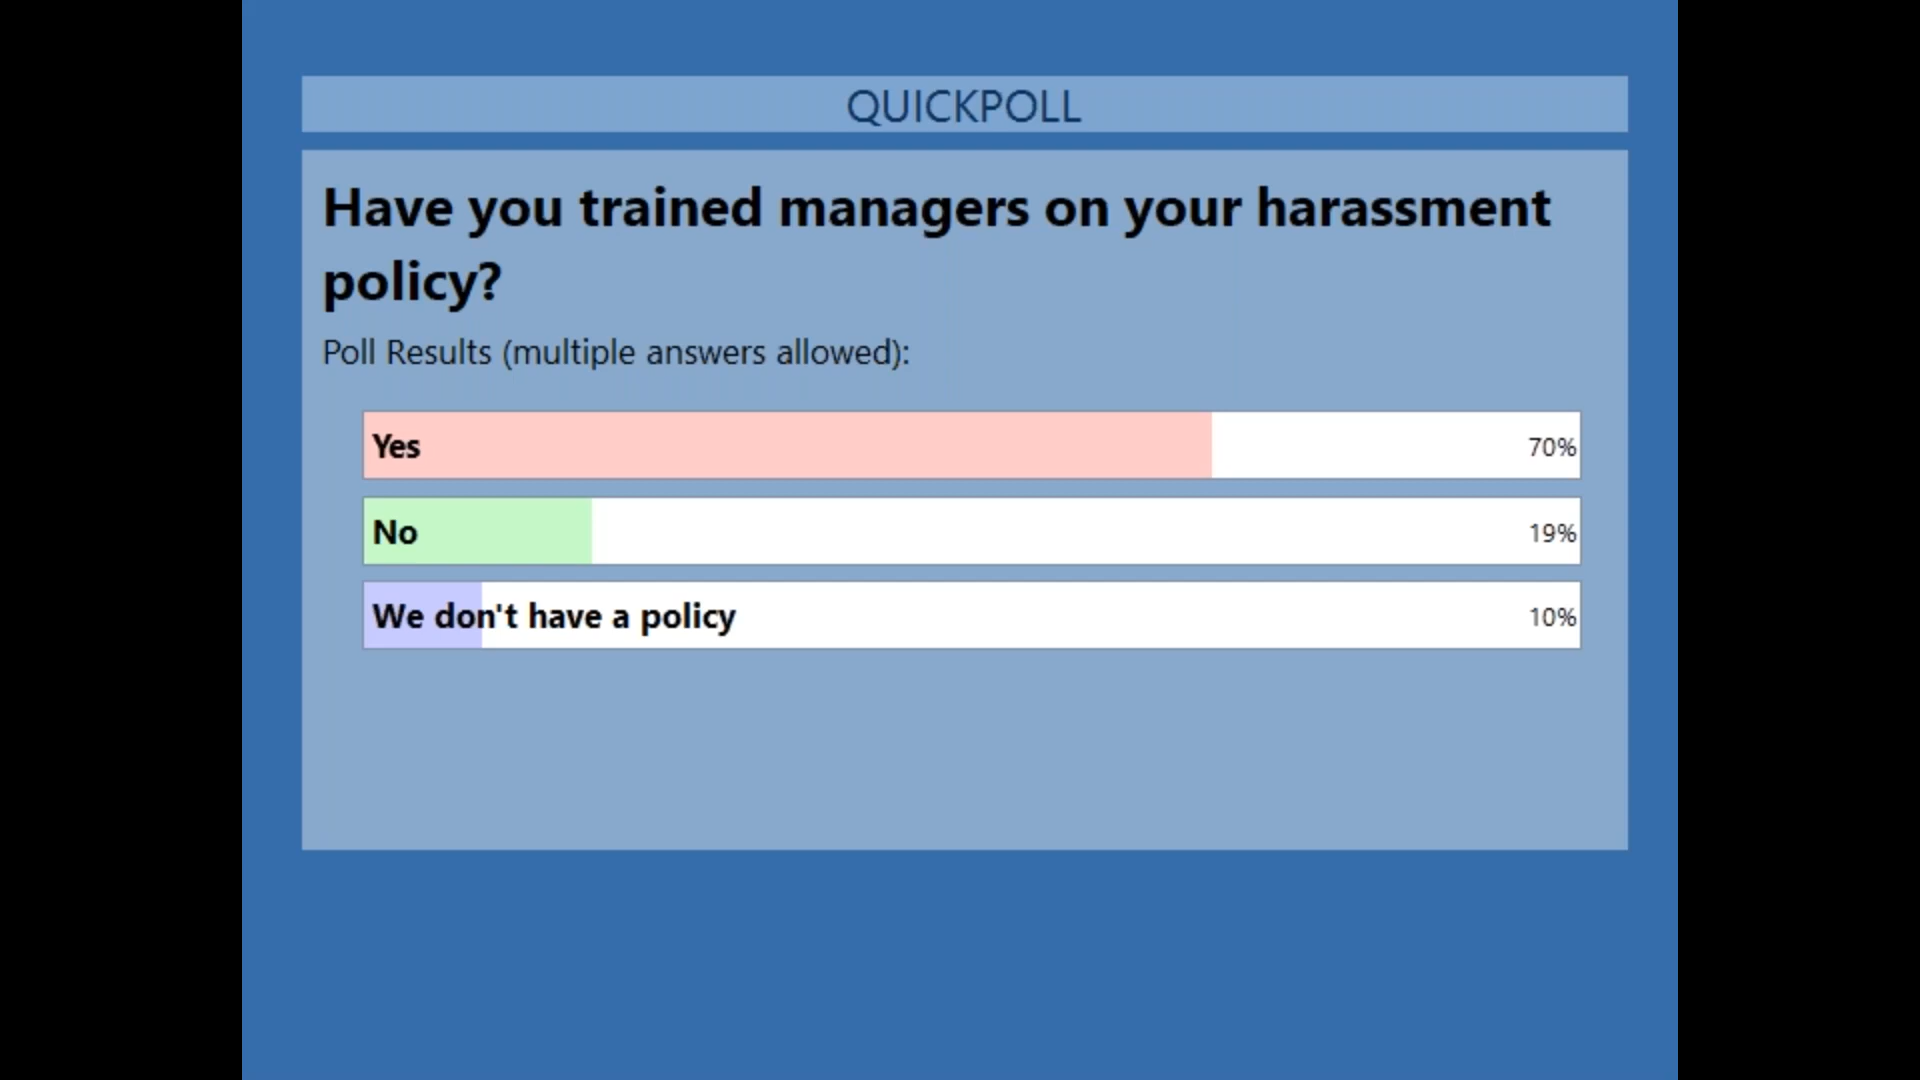 QUICKPOLL
Have you trained managers on your harassment
policy?
Poll Results (multiple answers allowed):
Yes 70%
No 19%
We don't have a policy 10%